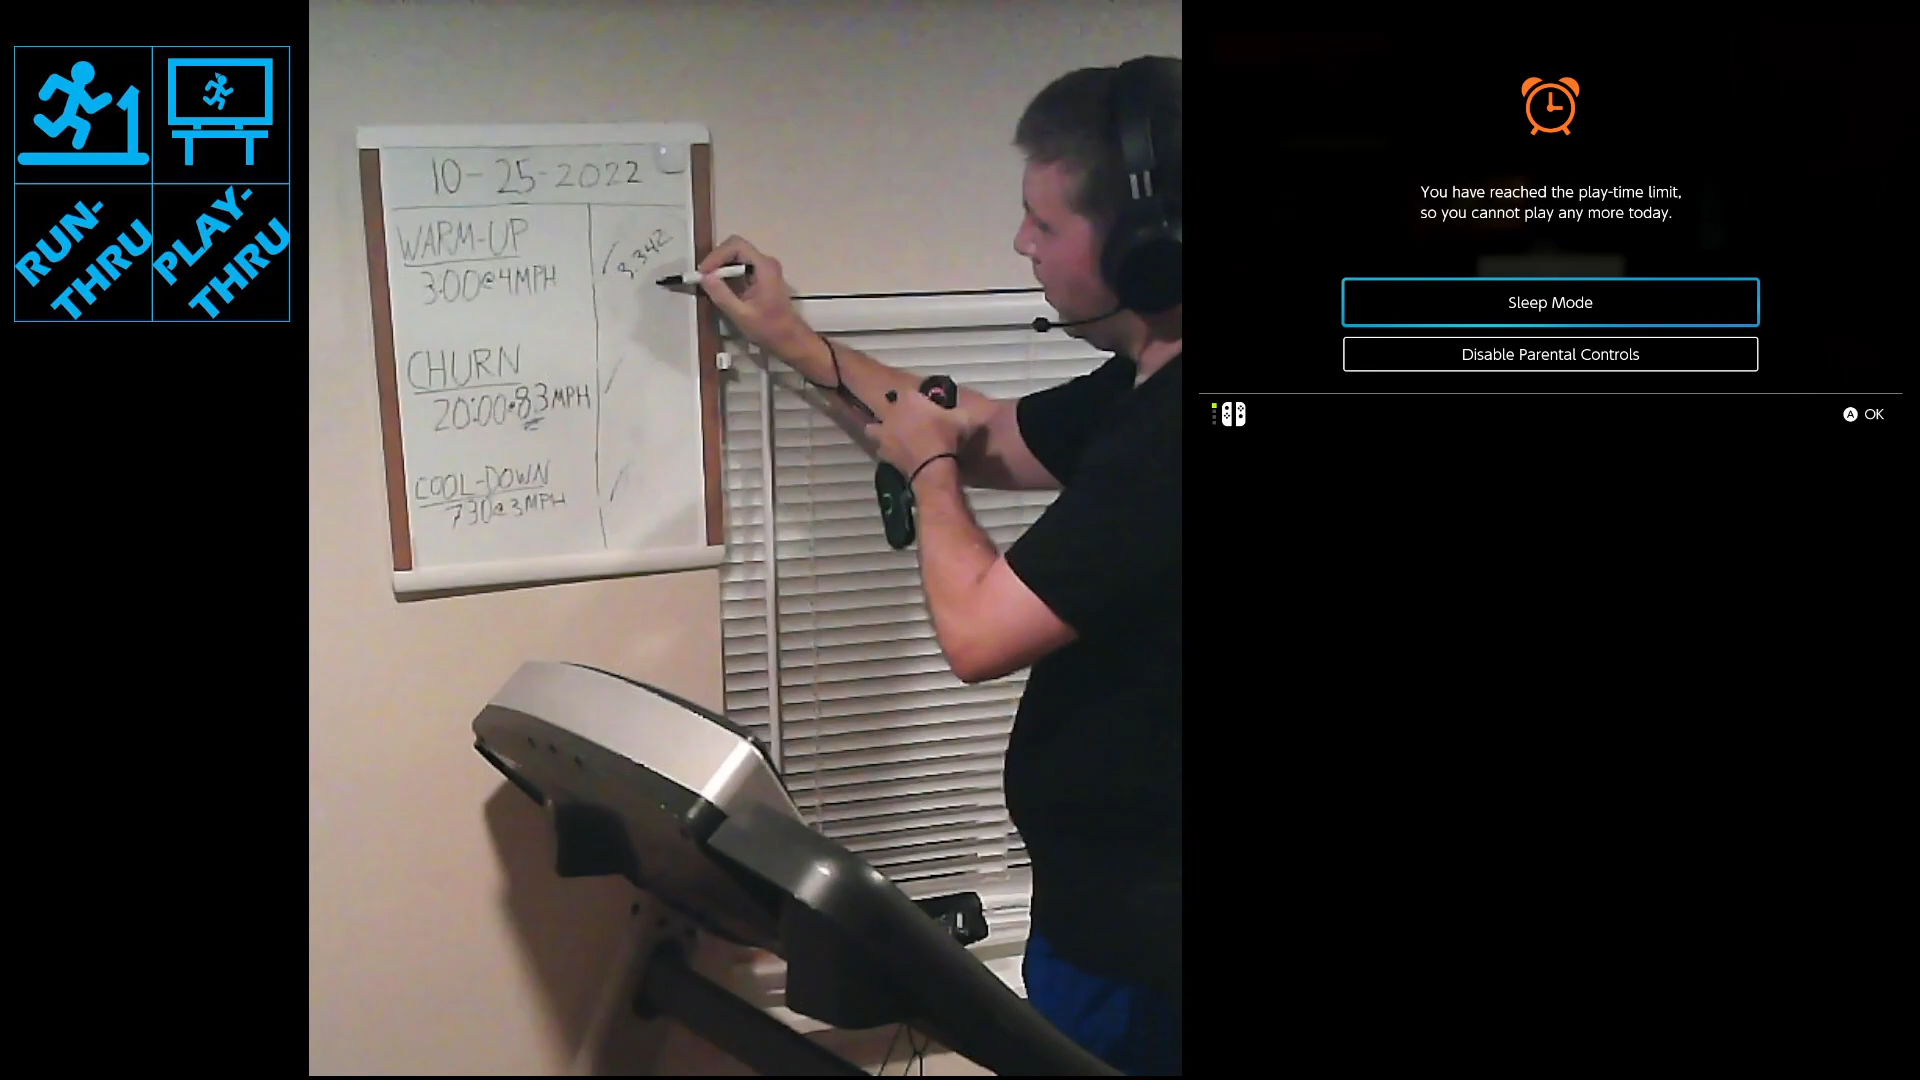 RUN-
THRU
PLAY-
THRU
10-25-2022
WARM-UP
3:00@4MPH
3.342
CHURN
20:00@8.3MPH
COOL-DOWN
7:30@3MPH
You have reached the play-time limit,
so you cannot play any more today.
Sleep Mode
Disable Parental Controls
A OK